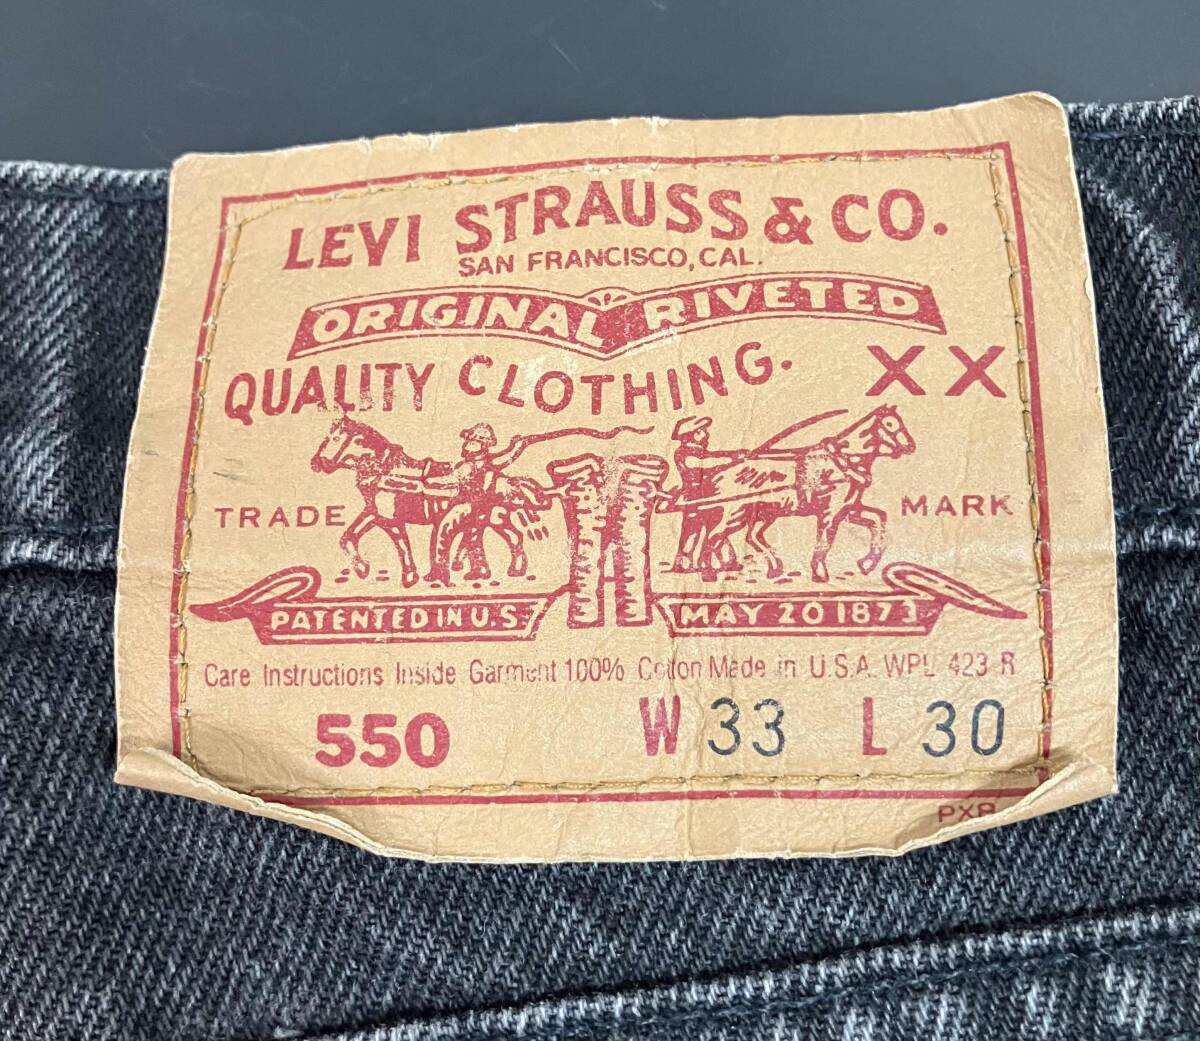 LEVI STRAUSS & CO.
SAN FRANCISCO, CAL.
ORIGINAL RIVETED
QUALITY CLOTHING. XX
TRADE MARK
PATENTED IN U.S. MAY 20 1873
Care Instructions Inside Garment 100% Cotton Made in U.S.A. WPL 423 R
550 W 33 L 30